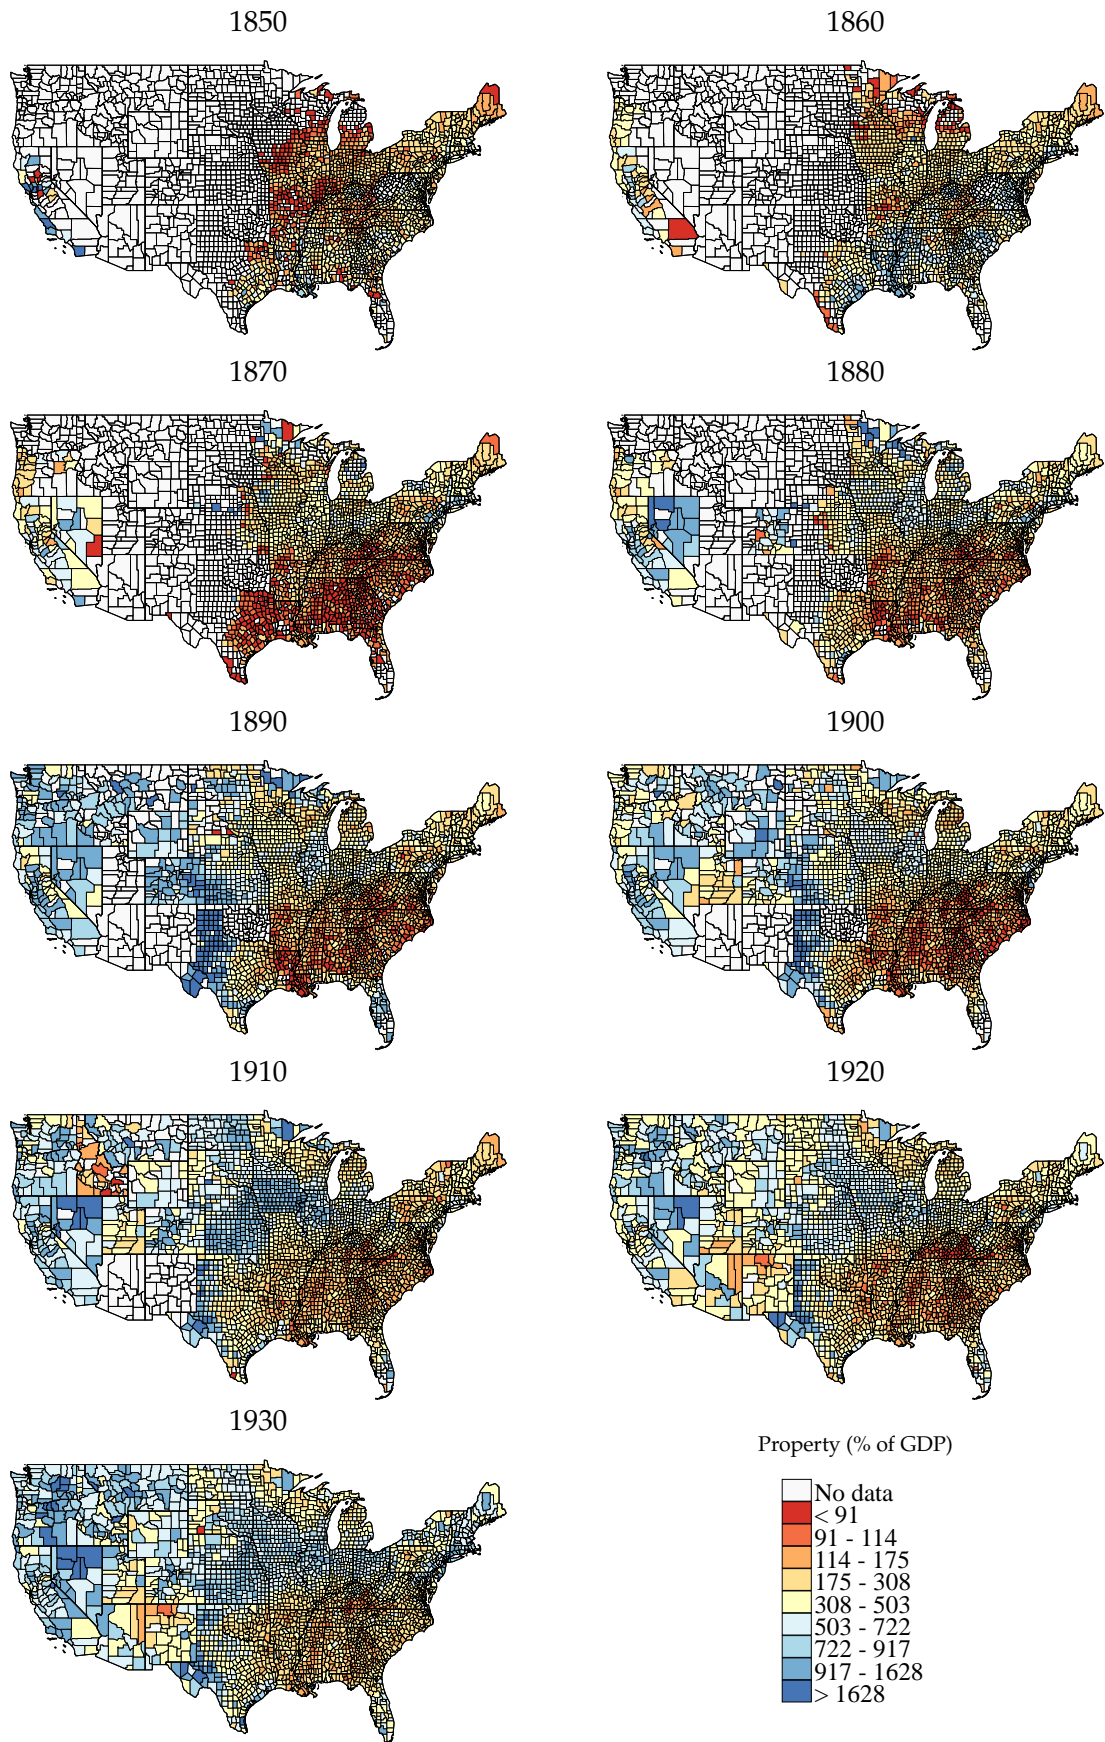 1850
1860
1870
1880
1890
1900
1910
1920
1930
Property (% of GDP)
No data
< 91
91 - 114
114 - 175
175 - 308
308 - 503
503 - 722
722 - 917
917 - 1628
> 1628